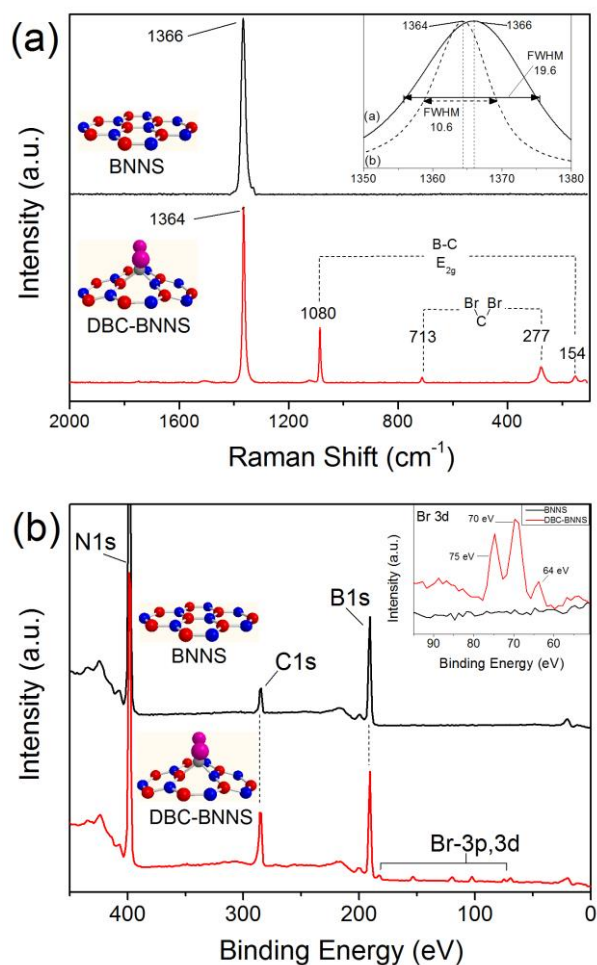 (a)
1366
1364
1366
FWHM
19.6
FWHM
10.6
(a)
(b)
1350 1360 1370 1380
BNNS
1364
B-C
E2g
DBC-BNNS
1080
Br Br
C
713
277
154
Intensity (a.u.)
2000 1600 1200 800 400
Raman Shift (cm-1)
(b)
N1s
Br 3d
BNNS
DBC-BNNS
70 eV
75 eV
64 eV
Intensity (a.u.)
90 80 70 60
Binding Energy (eV)
B1s
BNNS
C1s
DBC-BNNS
Br-3p,3d
Intensity (a.u.)
450 300 150 0
Binding Energy (eV)